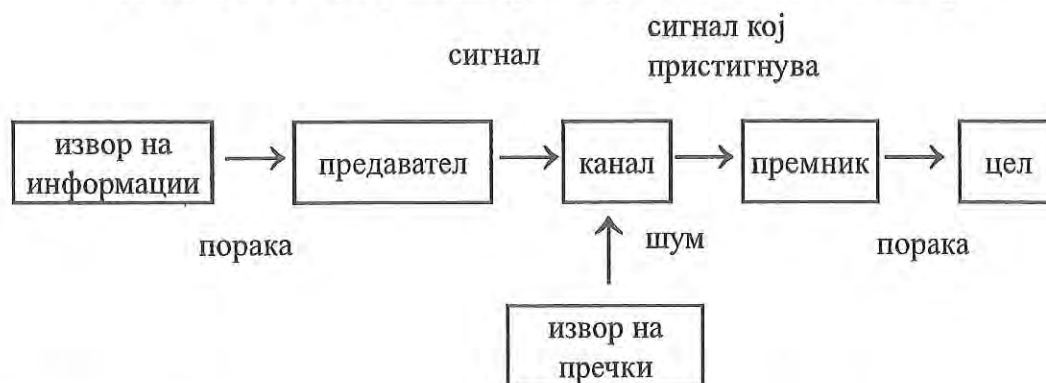 сигнал
сигнал кој
пристигнува
извор на
информации
предавател
канал
премник
цел
порака
шум
порака
извор на
пречки